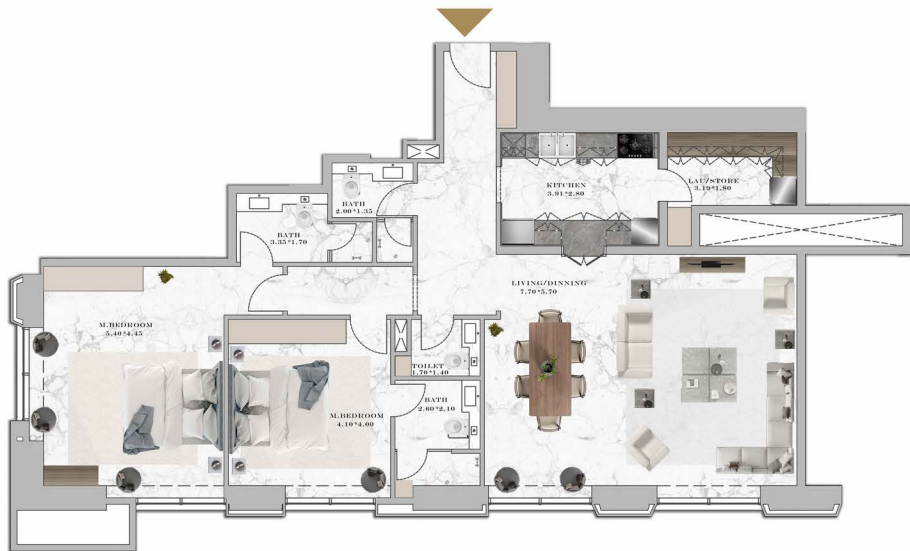 KITCHEN
3.91*2.80
LAU/STORE
3.19*1.80
BATH
2.00*1.35
BATH
3.35*1.70
LIVING/DINNING
7.70*5.70
M.BEDROOM
5.40*4.45
TOILET
1.70*1.40
BATH
2.60*2.10
M.BEDROOM
4.10*4.00